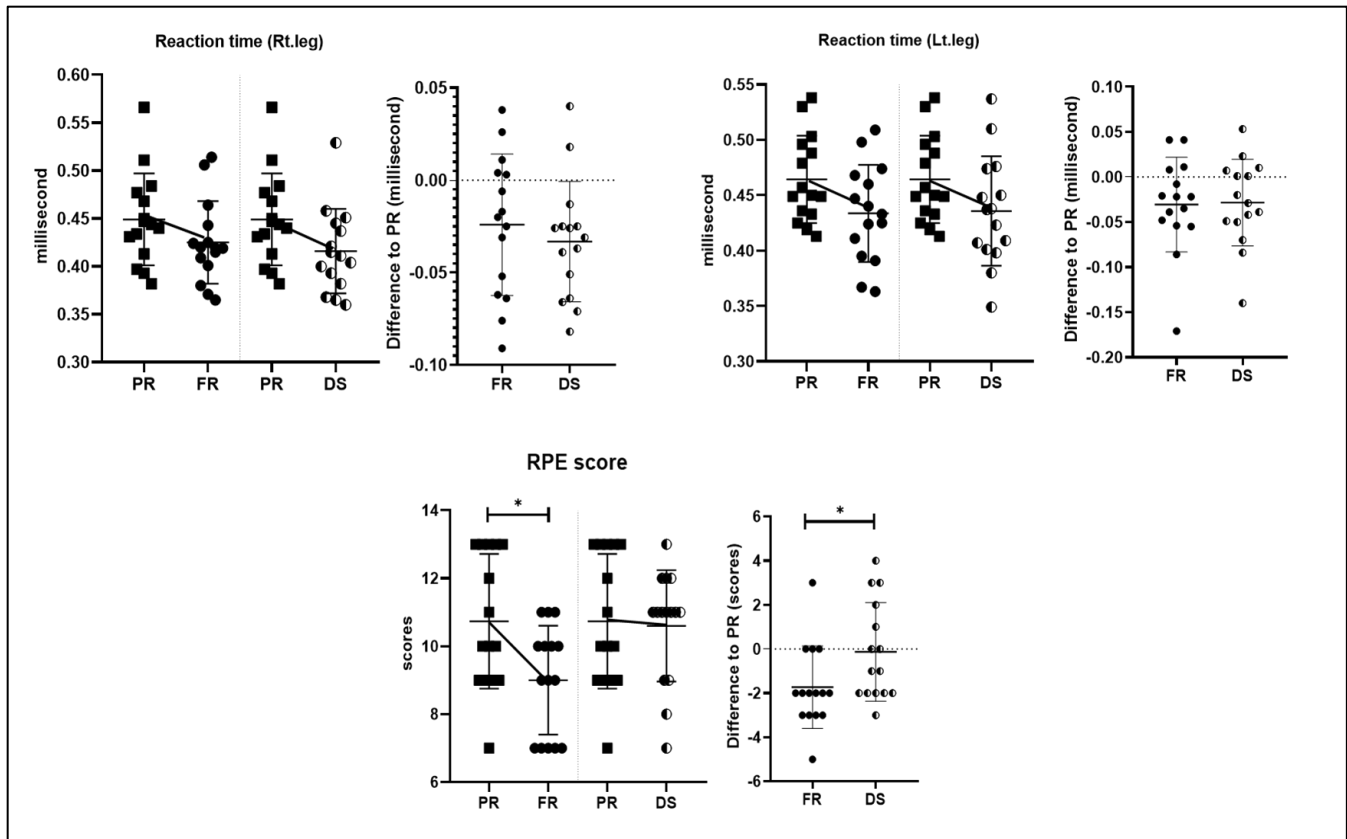 Reaction time (Rt.leg)
millisecond
0.60
0.55
0.50
0.45
0.40
0.35
0.30
PR
FR
PR
DS
Difference to PR (millisecond)
0.05
0.00
-0.05
-0.10
FR
DS
Reaction time (Lt.leg)
millisecond
0.55
0.50
0.45
0.40
0.35
0.30
PR
FR
PR
DS
Difference to PR (millisecond)
0.10
0.05
0.00
-0.05
-0.10
-0.15
-0.20
FR
DS
RPE score
scores
14
12
10
8
6
*
PR
FR
PR
DS
Difference to PR (scores)
6
4
2
0
-2
-4
-6
*
FR
DS